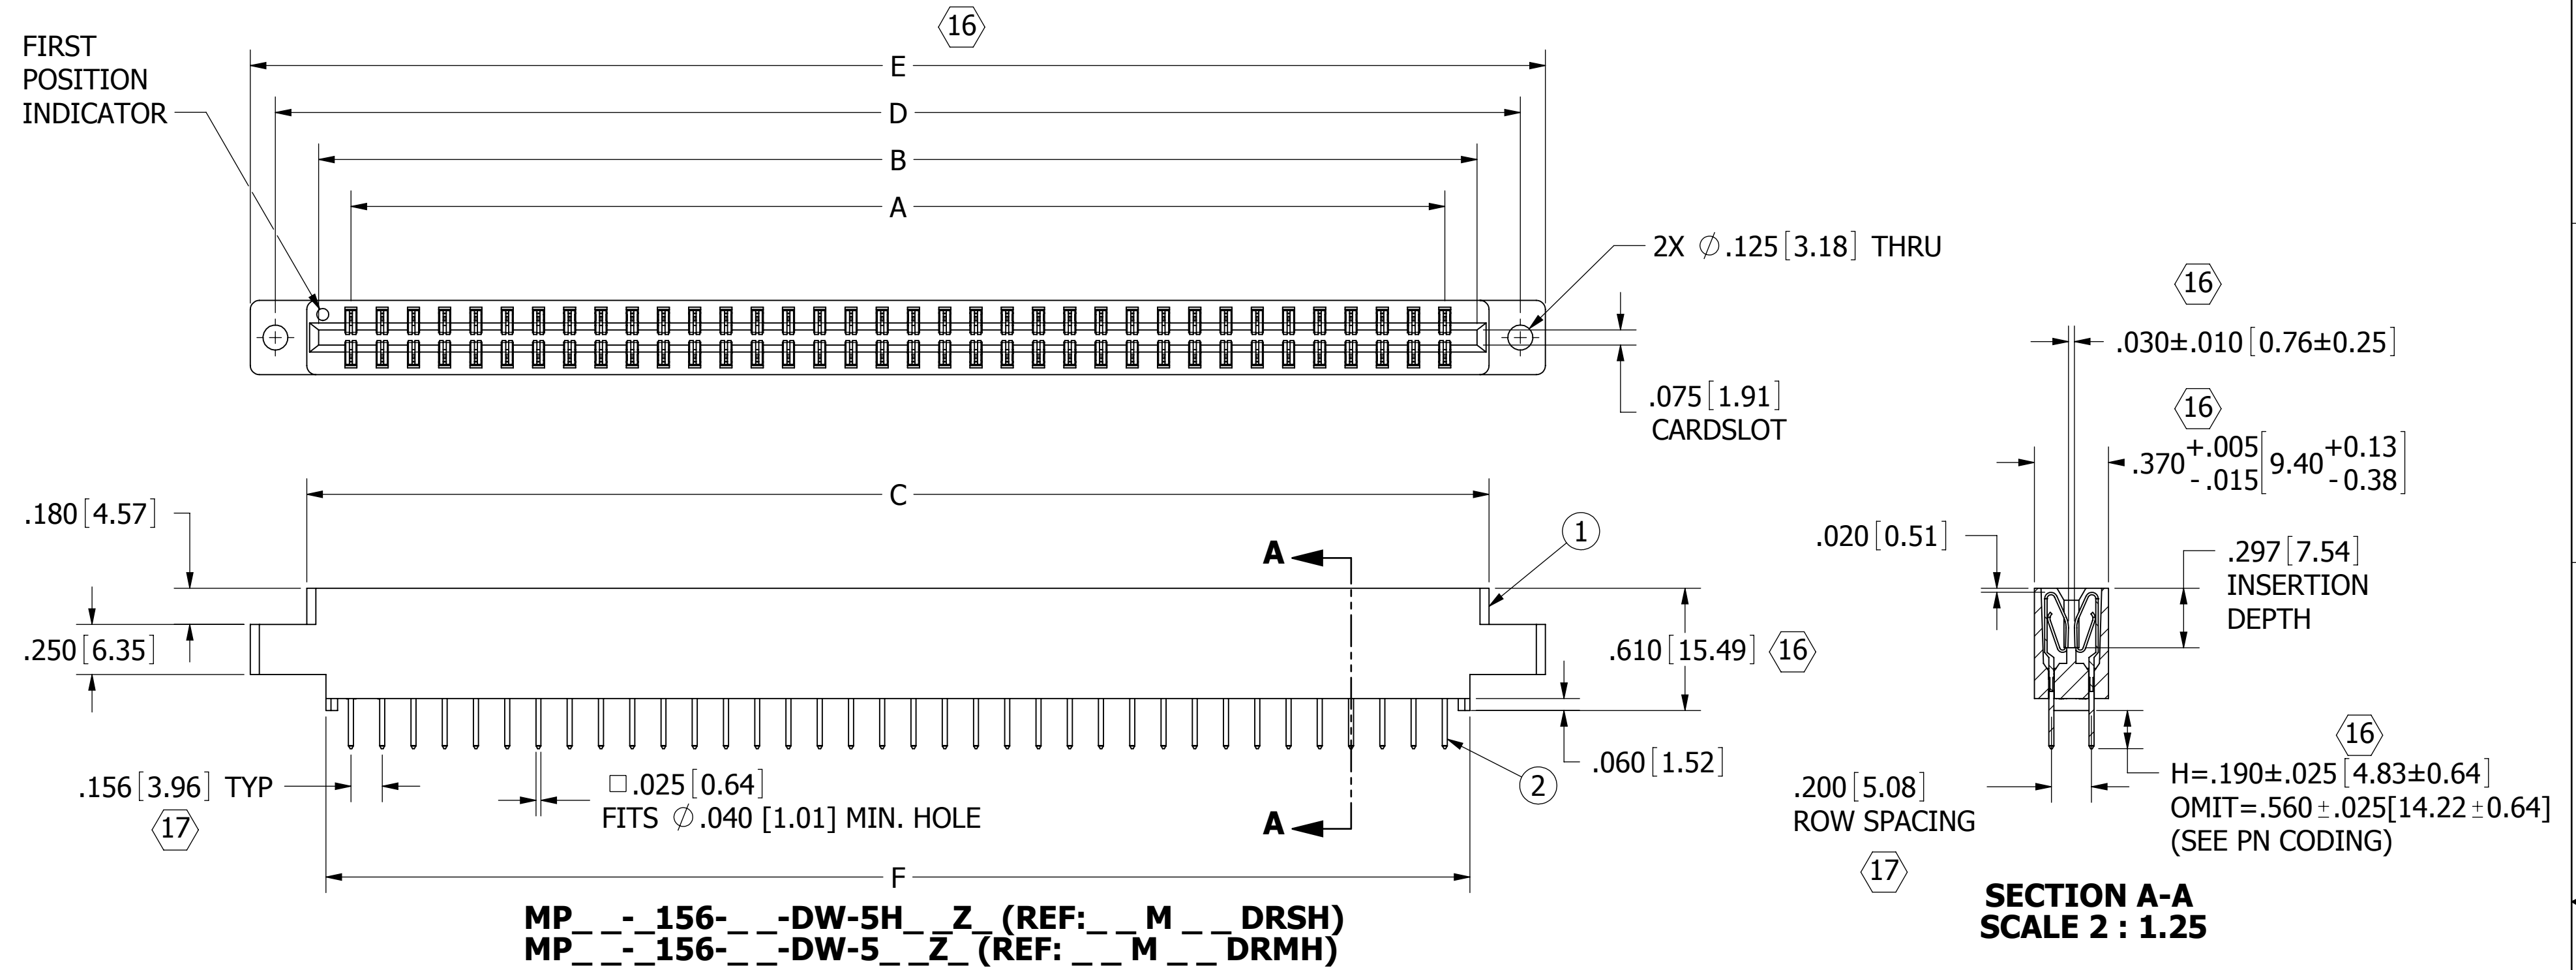 16
FIRST
POSITION
INDICATOR
E
D
B
A
2X ∅.125[3.18] THRU
.075[1.91]
CARDSLOT
16
.030±.010[0.76±0.25]
16
.370 +.005 -.015 [9.40 +0.13 -0.38]
C
.180[4.57]
.250[6.35]
A
1
.610[15.49] 16
.060[1.52]
.020[0.51]
.297[7.54]
INSERTION
DEPTH
.156[3.96] TYP
17
□.025[0.64]
FITS ∅.040 [1.01] MIN. HOLE
A
2
16
H=.190±.025[4.83±0.64]
OMIT=.560±.025[14.22±0.64]
(SEE PN CODING)
.200[5.08]
ROW SPACING
17
F
MP_ _-_156-_ _-DW-5H_ _Z_ (REF:_ _ M _ _ DRSH)
MP_ _-_156-_ _-DW-5_ _Z_ (REF: _ _ M _ _ DRMH)
SECTION A-A
SCALE 2 : 1.25